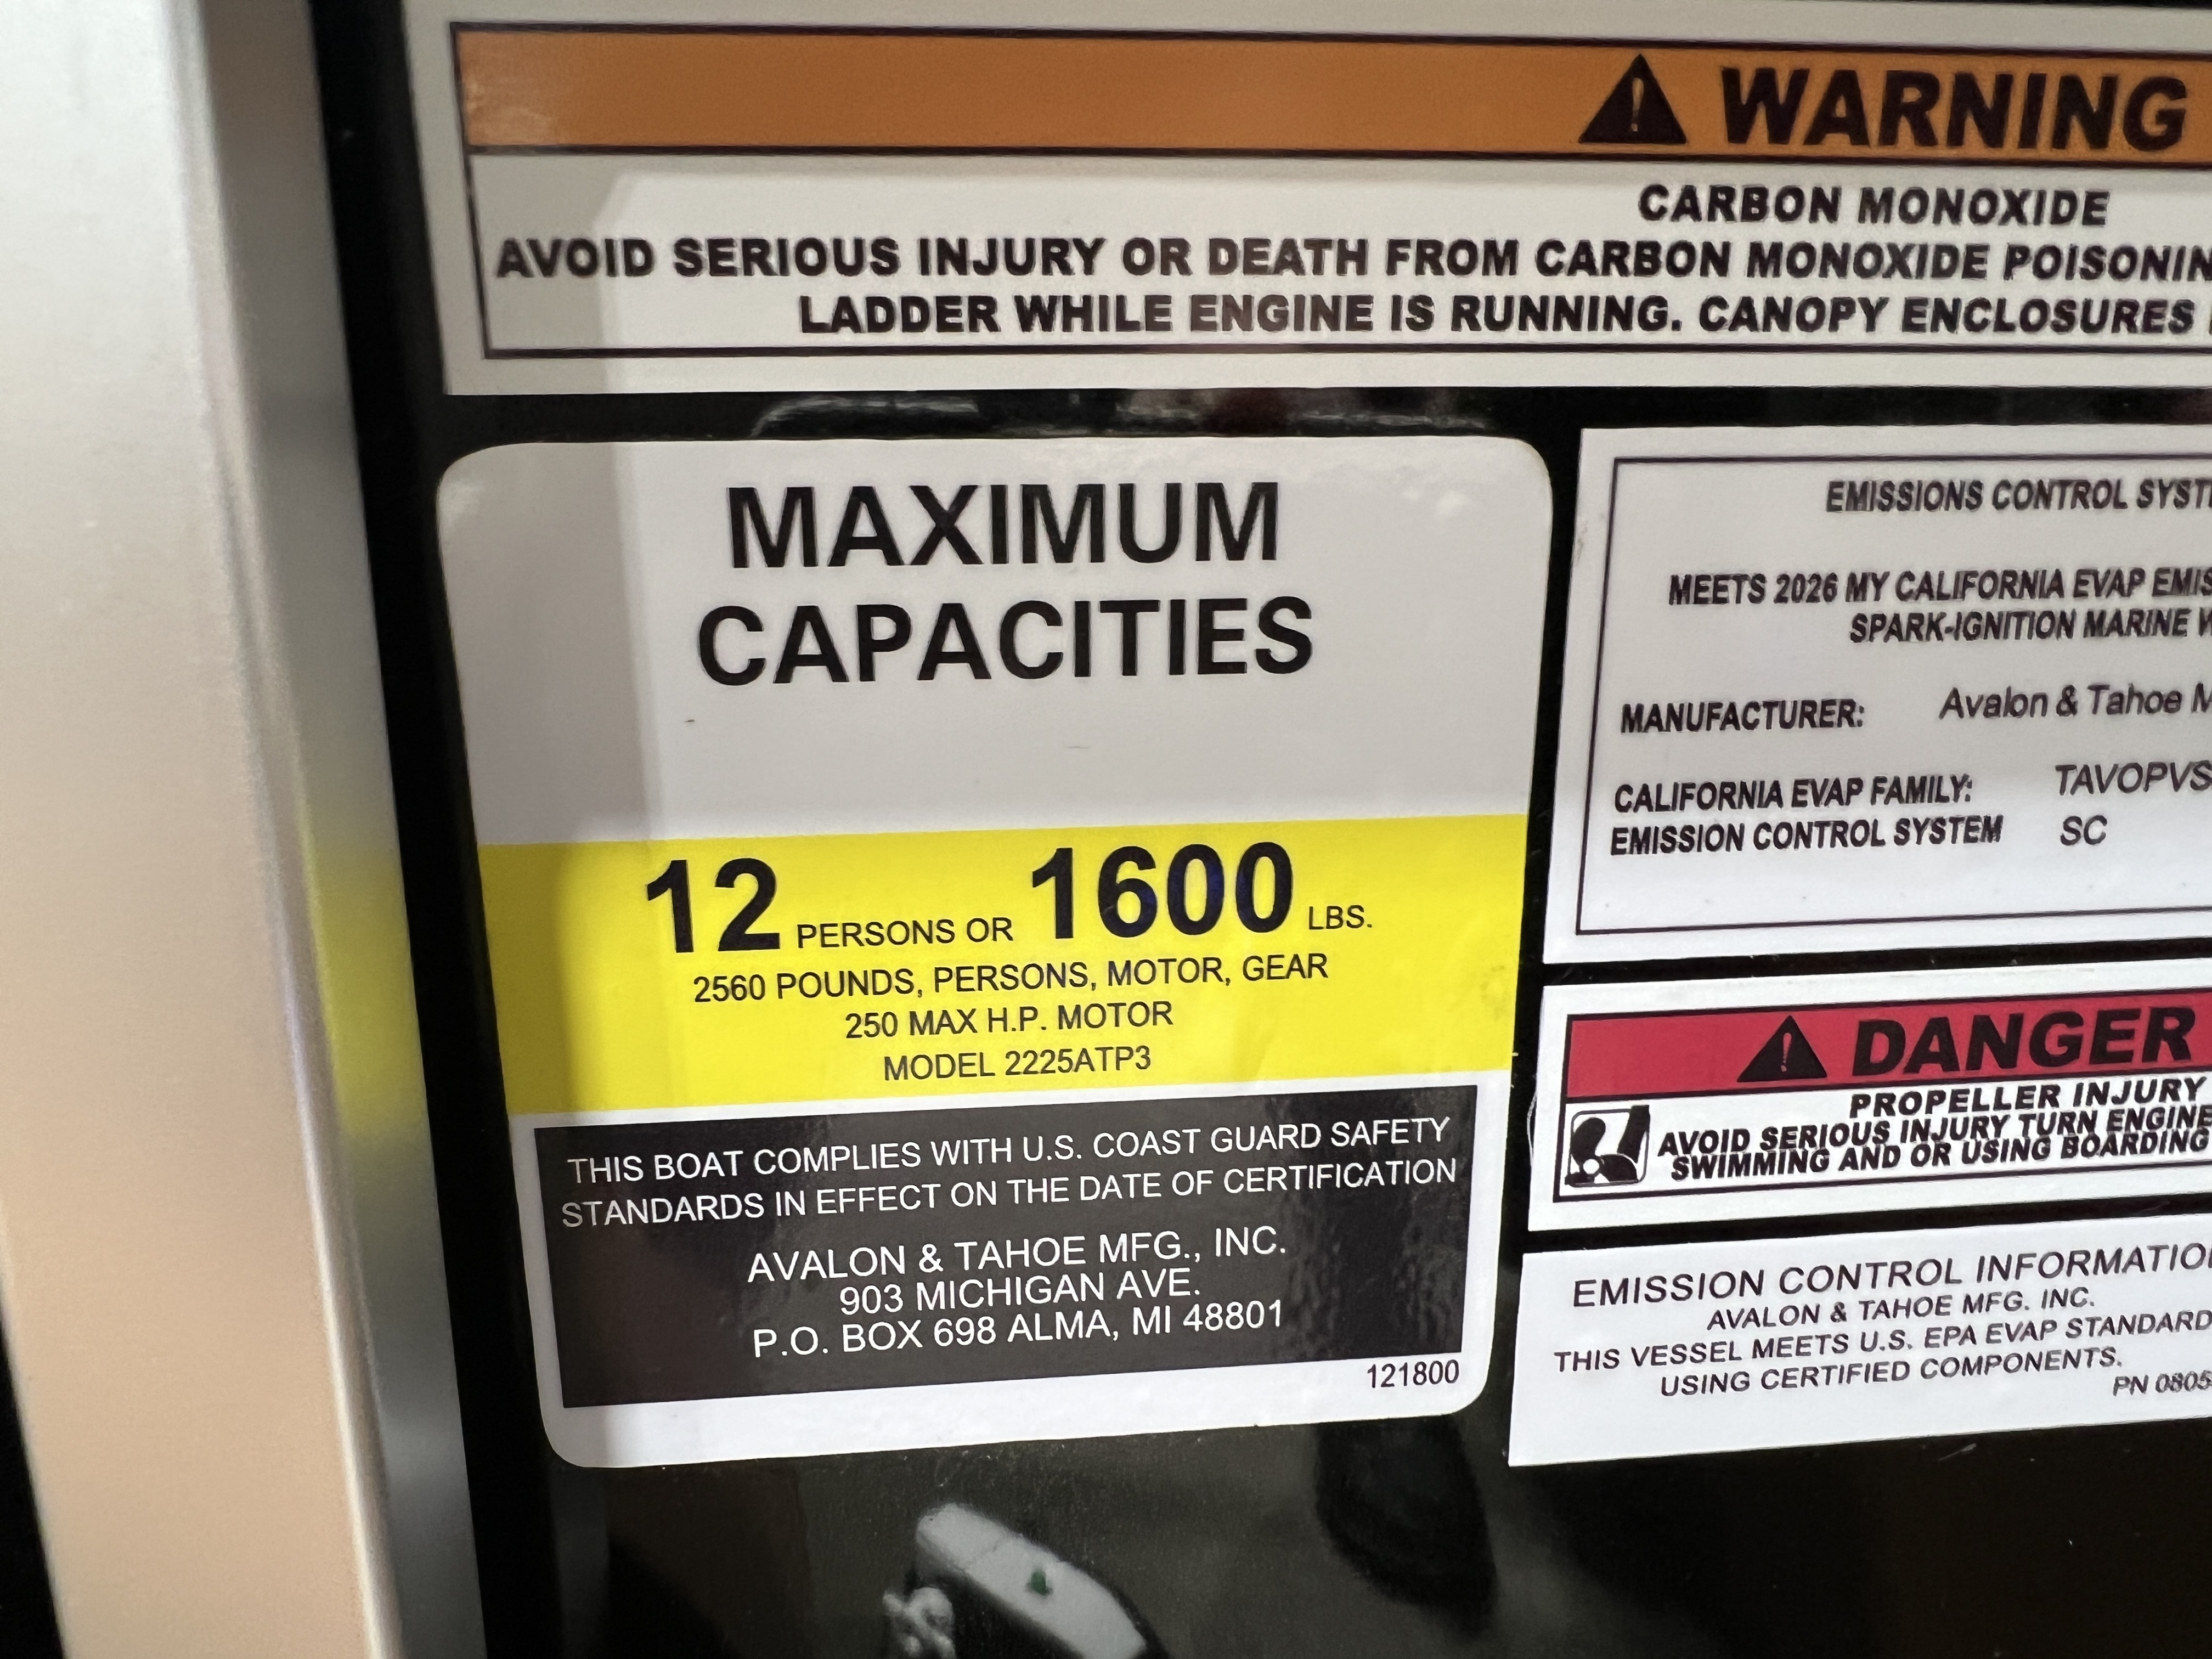 WARNING
CARBON MONOXIDE
AVOID SERIOUS INJURY OR DEATH FROM CARBON MONOXIDE
LADDER WHILE ENGINE IS RUNNING. CANOPY ENCLOSURES
MAXIMUM
CAPACITIES
12 PERSONS OR 1600 LBS.
2560 POUNDS, PERSONS, MOTOR, GEAR
250 MAX H.P. MOTOR
MODEL 2225ATP3
THIS BOAT COMPLIES WITH U.S. COAST GUARD SAFETY
STANDARDS IN EFFECT ON THE DATE OF CERTIFICATION
AVALON & TAHOE MFG., INC.
903 MICHIGAN AVE.
P.O. BOX 698 ALMA, MI 48801
121800
EMISSIONS CONTROL
MEETS 2026 MY CALIFORNIA EVAP
SPARK-IGNITION MARINE
MANUFACTURER: Avalon & Tahoe
CALIFORNIA EVAP FAMILY:
EMISSION CONTROL SYSTEM SC
DANGER
PROPELLER INJURY
AVOID SERIOUS INJURY TURN ENGINE
SWIMMING AND OR USING BOARDING
EMISSION CONTROL INFORMATION
AVALON & TAHOE MFG. INC.
THIS VESSEL MEETS U.S. EPA EVAP STANDARD
USING CERTIFIED COMPONENTS.
PN